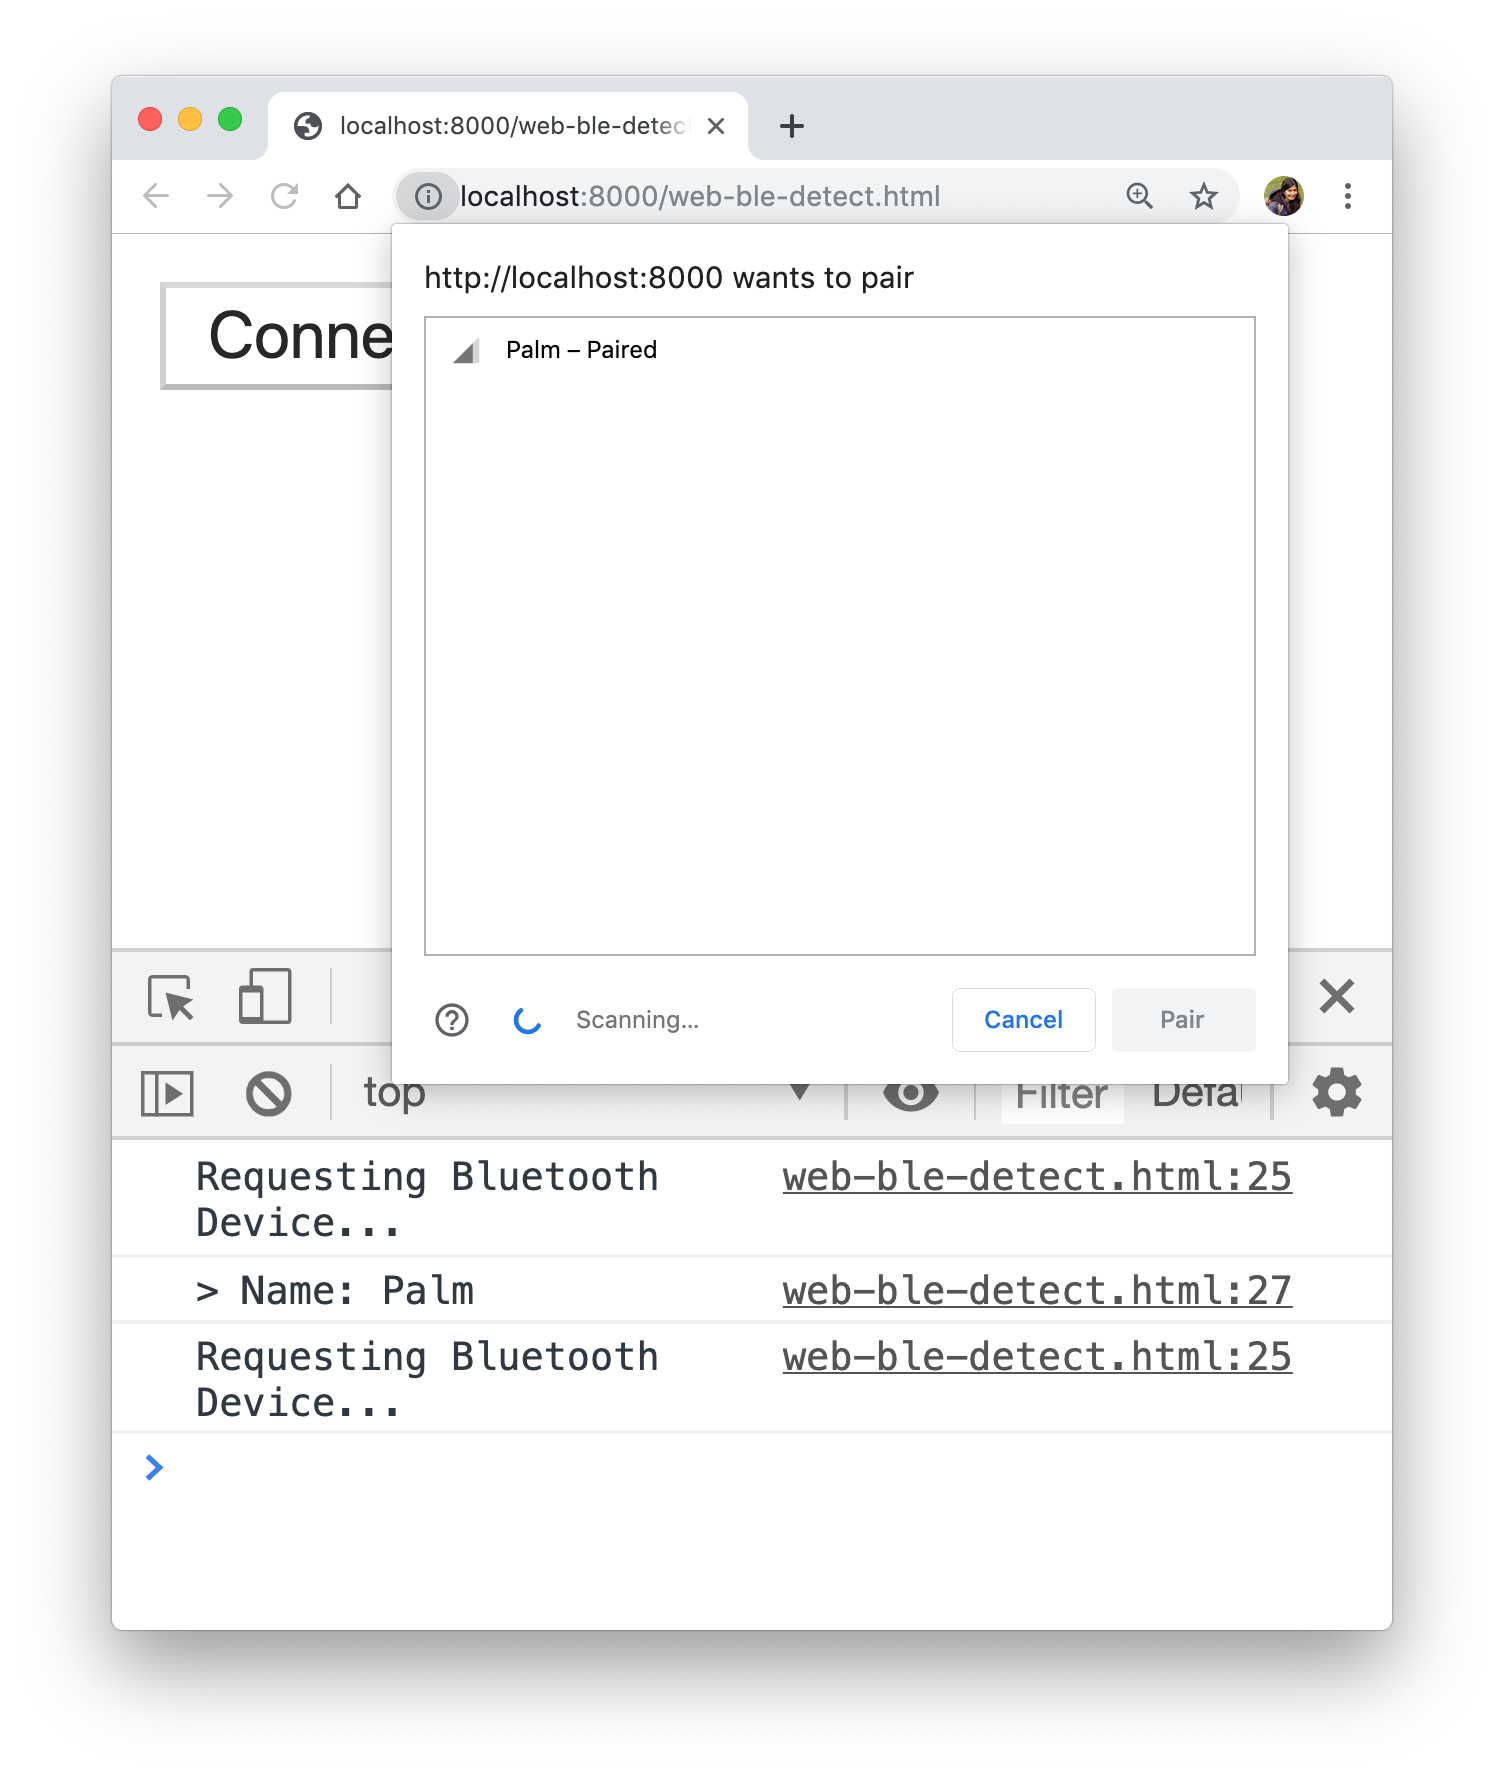 localhost:8000/web-ble-detec
localhost:8000/web-ble-detect.html
http://localhost:8000 wants to pair
Conne
Palm – Paired
Scanning...
Cancel
Pair
top
Filter
Defa
Requesting Bluetooth
Device...
web-ble-detect.html:25
> Name: Palm
web-ble-detect.html:27
Requesting Bluetooth
Device...
web-ble-detect.html:25